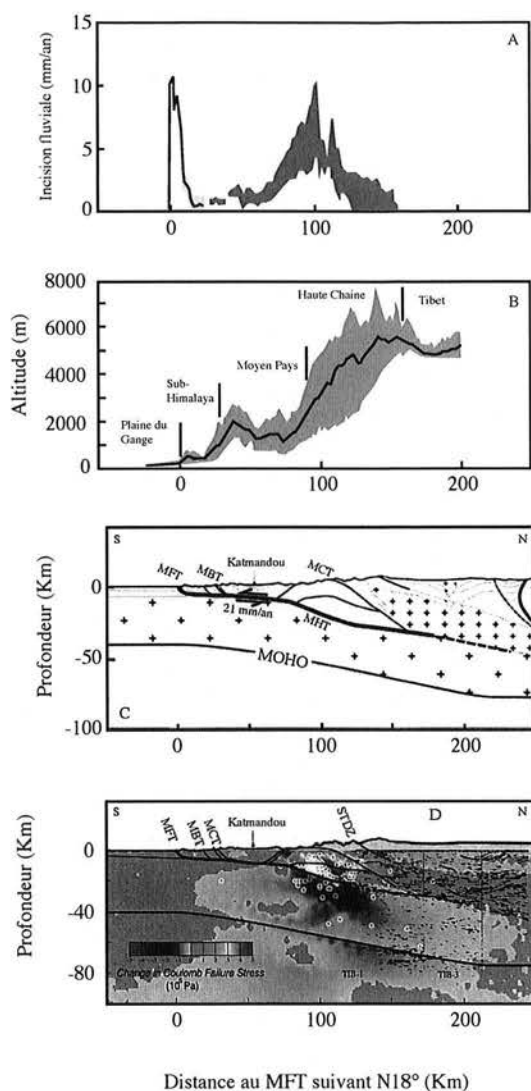 A
15
10
5
0
Incision fluviale (mm/an)
0 100 200
B
8000
6000
4000
2000
0
Altitude (m)
Haute Chaine
Tibet
Moyen Pays
Sub-
Himalaya
Plaine du
Gange
0 100 200
S N
Katmandou
MFT
MBT
MCT
21 mm/an
MHT
MOHO
0
-50
-100
Profondeur (Km)
C
0 100 200
S D N
Katmandou
MFT
MBT
MCT
STDZ
0
-40
-80
Profondeur (Km)
Change in Coulomb Failure Stress
Pa)
0 100 200
Distance au MFT suivant N18° (Km)